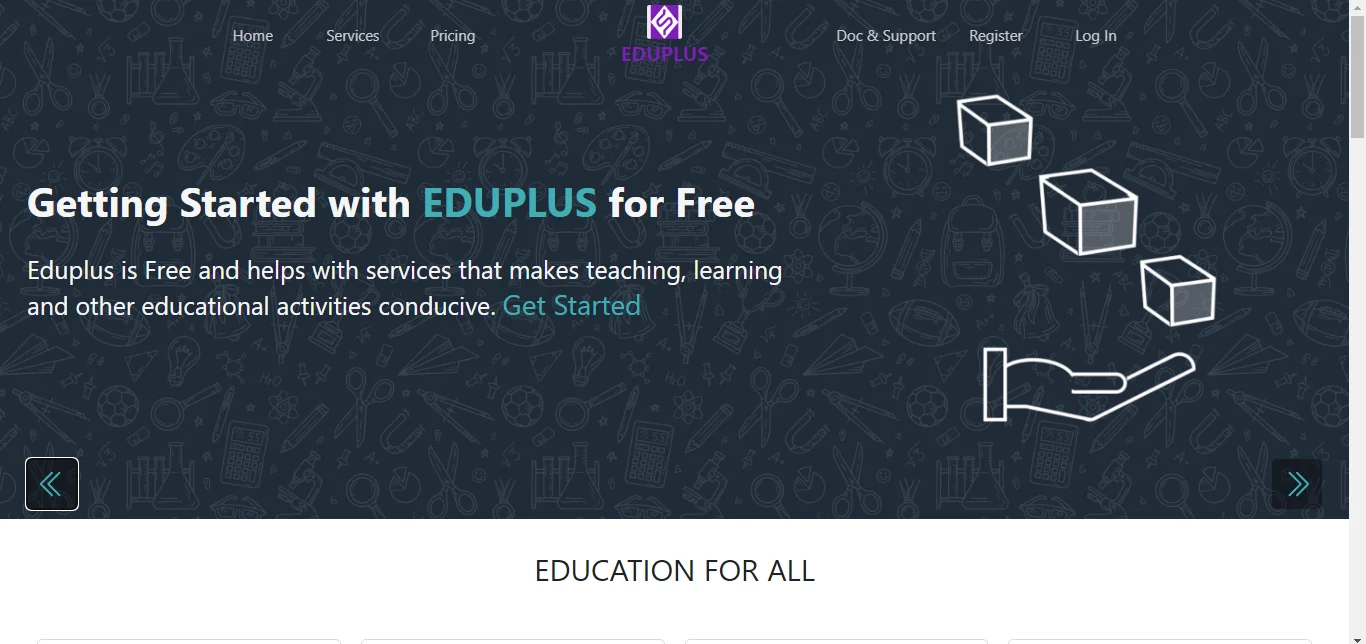 Home Services Pricing EDUPLUS Doc & Support Register Log In
Getting Started with EDUPLUS for Free
Eduplus is Free and helps with services that makes teaching, learning
and other educational activities conducive. Get Started
EDUCATION FOR ALL